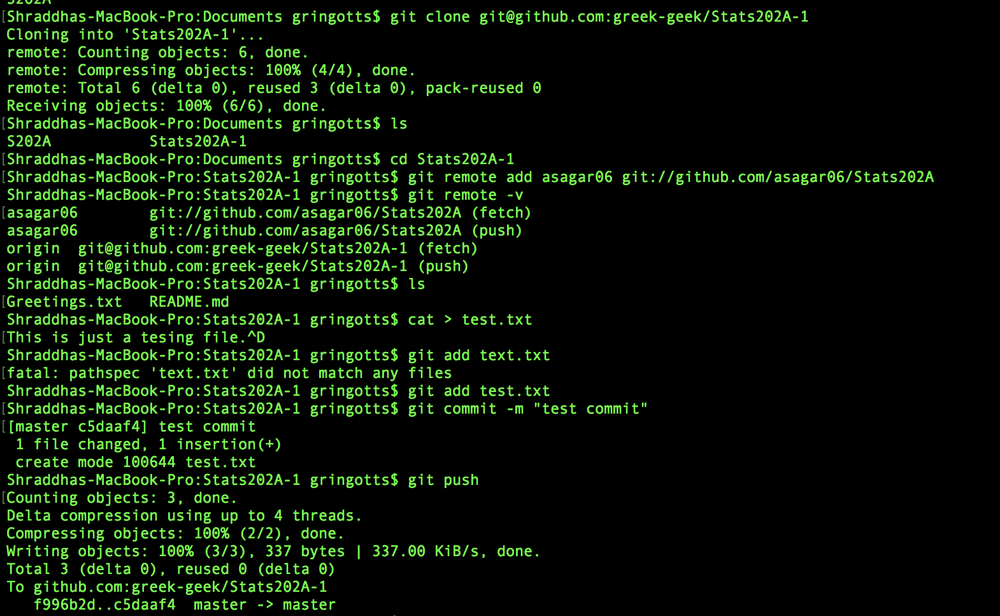 S202A
[Shraddhas-MacBook-Pro:Documents gringotts$ git clone git@github.com:greek-geek/Stats202A-1
Cloning into 'Stats202A-1'...
remote: Counting objects: 6, done.
remote: Compressing objects: 100% (4/4), done.
remote: Total 6 (delta 0), reused 3 (delta 0), pack-reused 0
Receiving objects: 100% (6/6), done.
[Shraddhas-MacBook-Pro:Documents gringotts$ ls
S202A           Stats202A-1
[Shraddhas-MacBook-Pro:Documents gringotts$ cd Stats202A-1
[Shraddhas-MacBook-Pro:Stats202A-1 gringotts$ git remote add asagar06 git://github.com/asagar06/Stats202A
Shraddhas-MacBook-Pro:Stats202A-1 gringotts$ git remote -v
[asagar06        git://github.com/asagar06/Stats202A (fetch)
asagar06        git://github.com/asagar06/Stats202A (push)
origin  git@github.com:greek-geek/Stats202A-1 (fetch)
origin  git@github.com:greek-geek/Stats202A-1 (push)
Shraddhas-MacBook-Pro:Stats202A-1 gringotts$ ls
[Greetings.txt   README.md
Shraddhas-MacBook-Pro:Stats202A-1 gringotts$ cat > test.txt
[This is just a tesing file.^D
Shraddhas-MacBook-Pro:Stats202A-1 gringotts$ git add text.txt
[fatal: pathspec 'text.txt' did not match any files
Shraddhas-MacBook-Pro:Stats202A-1 gringotts$ git add test.txt
[Shraddhas-MacBook-Pro:Stats202A-1 gringotts$ git commit -m "test commit"
[[master c5daaf4] test commit
 1 file changed, 1 insertion(+)
 create mode 100644 test.txt
Shraddhas-MacBook-Pro:Stats202A-1 gringotts$ git push
[Counting objects: 3, done.
Delta compression using up to 4 threads.
Compressing objects: 100% (2/2), done.
Writing objects: 100% (3/3), 337 bytes | 337.00 KiB/s, done.
Total 3 (delta 0), reused 0 (delta 0)
To github.com:greek-geek/Stats202A-1
   f996b2d..c5daaf4  master -> master